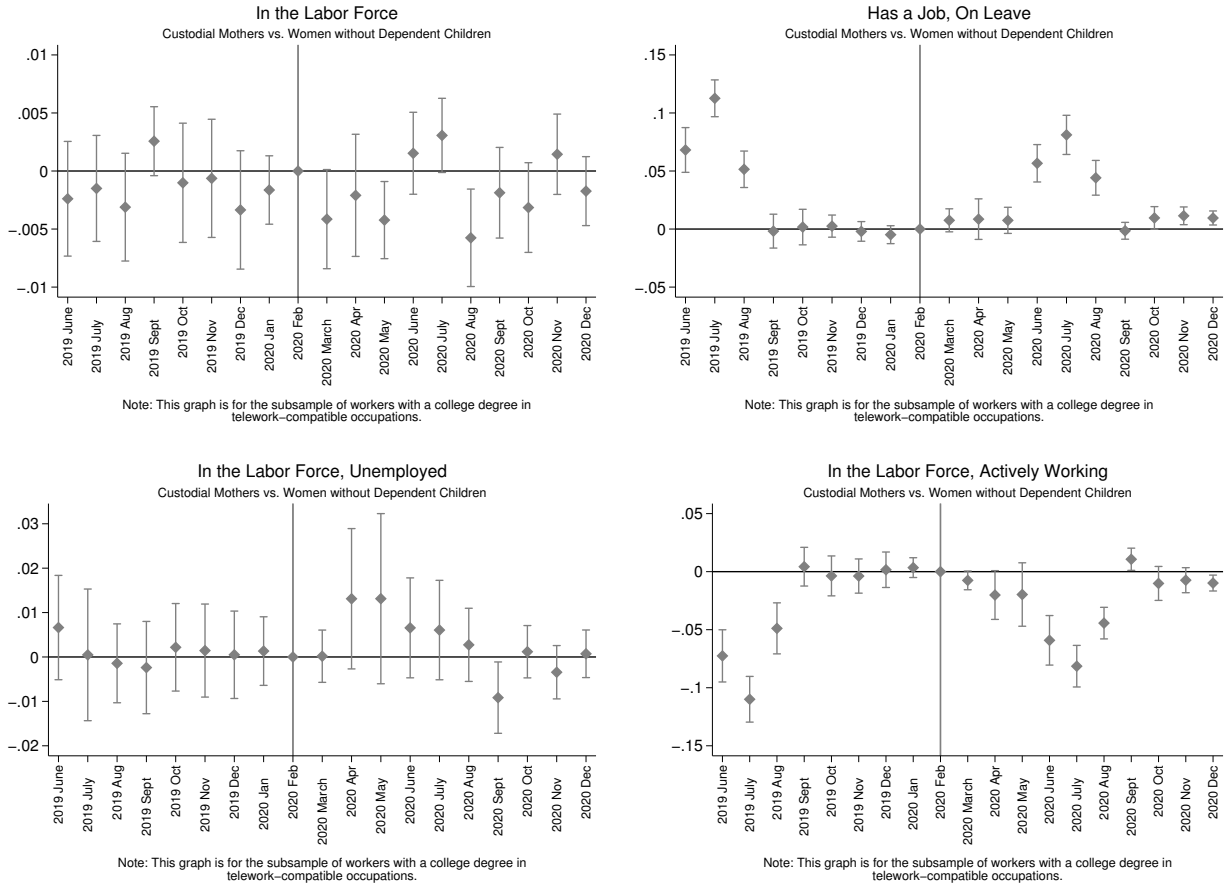 In the Labor Force
Custodial Mothers vs. Women without Dependent Children
.01
.005
0
−.005
−.01
2019 June
2019 July
2019 Aug
2019 Sept
2019 Oct
2019 Nov
2019 Dec
2020 Jan
2020 Feb
2020 March
2020 Apr
2020 May
2020 June
2020 July
2020 Aug
2020 Sept
2020 Oct
2020 Nov
2020 Dec
Note: This graph is for the subsample of workers with a college degree in
telework−compatible occupations.
Has a Job, On Leave
Custodial Mothers vs. Women without Dependent Children
.15
.1
.05
0
−.05
2019 June
2019 July
2019 Aug
2019 Sept
2019 Oct
2019 Nov
2019 Dec
2020 Jan
2020 Feb
2020 March
2020 Apr
2020 May
2020 June
2020 July
2020 Aug
2020 Sept
2020 Oct
2020 Nov
2020 Dec
Note: This graph is for the subsample of workers with a college degree in
telework−compatible occupations.
In the Labor Force, Unemployed
Custodial Mothers vs. Women without Dependent Children
.03
.02
.01
0
−.01
−.02
2019 June
2019 July
2019 Aug
2019 Sept
2019 Oct
2019 Nov
2019 Dec
2020 Jan
2020 Feb
2020 March
2020 Apr
2020 May
2020 June
2020 July
2020 Aug
2020 Sept
2020 Oct
2020 Nov
2020 Dec
Note: This graph is for the subsample of workers with a college degree in
telework−compatible occupations.
In the Labor Force, Actively Working
Custodial Mothers vs. Women without Dependent Children
.05
0
−.05
−.1
−.15
2019 June
2019 July
2019 Aug
2019 Sept
2019 Oct
2019 Nov
2019 Dec
2020 Jan
2020 Feb
2020 March
2020 Apr
2020 May
2020 June
2020 July
2020 Aug
2020 Sept
2020 Oct
2020 Nov
2020 Dec
Note: This graph is for the subsample of workers with a college degree in
telework−compatible occupations.